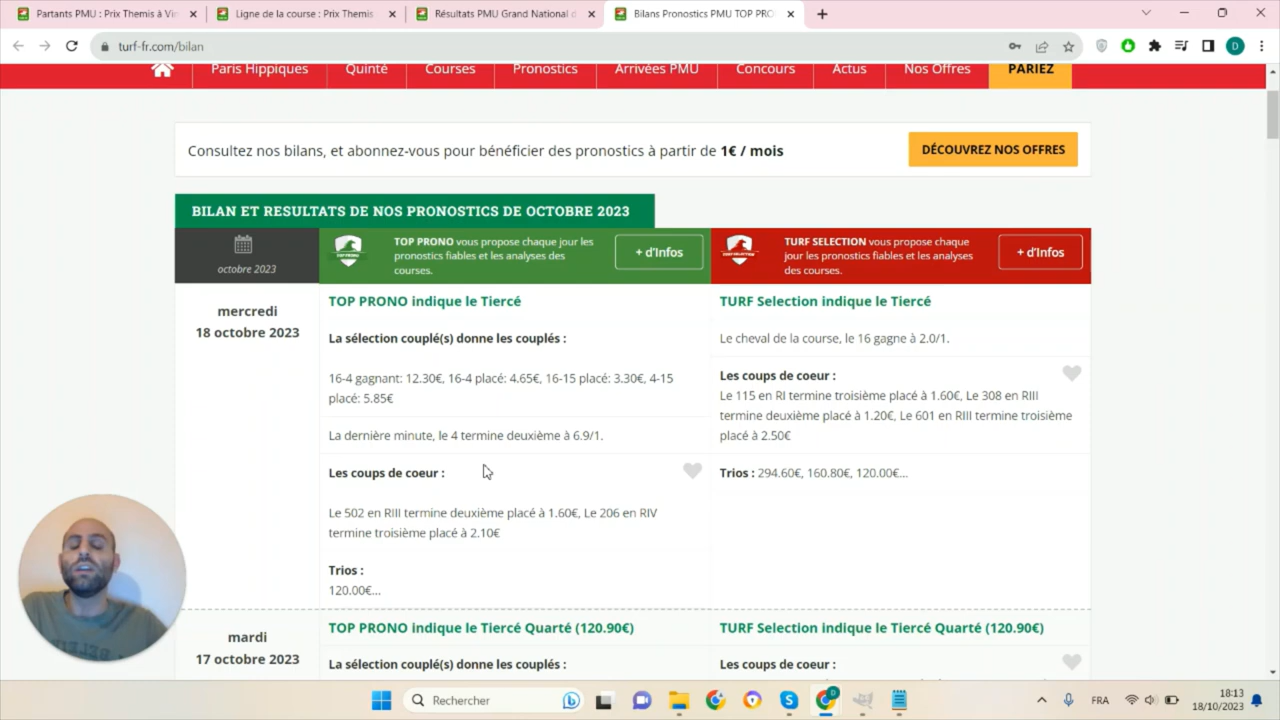 Partants PMU : Prix Themis à Vi
Ligne de la course : Prix Themis
Résultats PMU Grand National d
Bilans Pronostics PMU TOP PRO
turf-fr.com/bilan
D
Paris Hippiques
Quinté
Courses
Pronostics
Arrivées PMU
Concours
Actus
Nos Offres
PARIEZ
Consultez nos bilans, et abonnez-vous pour bénéficier des pronostics à partir de 1€ / mois
DÉCOUVREZ NOS OFFRES
BILAN ET RESULTATS DE NOS PRONOSTICS DE OCTOBRE 2023
octobre 2023
TOP PRONO vous propose chaque jour les
pronostics fiables et les analyses des
courses.
+ d'Infos
TURF SELECTION vous propose chaque
jour les pronostics fiables et les analyses
des courses.
+ d'Infos
mercredi
18 octobre 2023
TOP PRONO indique le Tiercé
La sélection couplé(s) donne les couplés :
16-4 gagnant: 12.30€, 16-4 placé: 4.65€, 16-15 placé: 3.30€, 4-15
placé: 5.85€
La dernière minute, le 4 termine deuxième à 6.9/1.
Les coups de coeur :
Le 502 en RIII termine deuxième placé à 1.60€, Le 206 en RIV
termine troisième placé à 2.10€
Trios :
120.00€...
TURF Selection indique le Tiercé
Le cheval de la course, le 16 gagne à 2.0/1.
Les coups de coeur :
Le 115 en RI termine troisième placé à 1.60€, Le 308 en RIII
termine deuxième placé à 1.20€, Le 601 en RIII termine troisième
placé à 2.50€
Trios : 294.60€, 160.80€, 120.00€...
mardi
17 octobre 2023
TOP PRONO indique le Tiercé Quarté (120.90€)
La sélection couplé(s) donne les couplés :
TURF Selection indique le Tiercé Quarté (120.90€)
Les coups de coeur :
Rechercher
FRA
18:13
18/10/2023